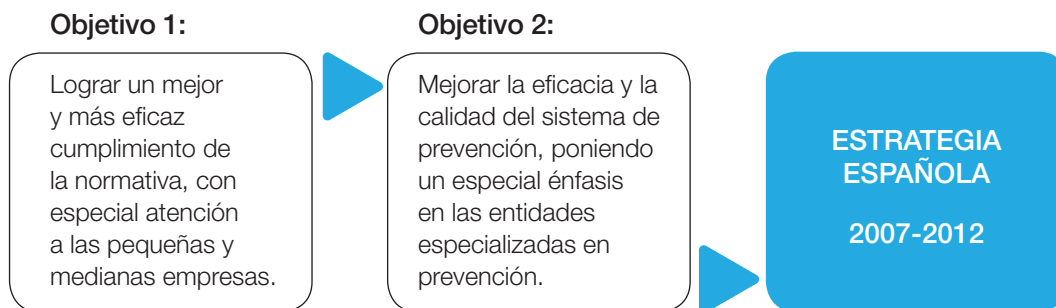 Objetivo 1:
Lograr un mejor
y más eficaz
cumplimiento de
la normativa, con
especial atención
a las pequeñas y
medianas empresas.
Objetivo 2:
Mejorar la eficacia y la
calidad del sistema de
prevención, poniendo
un especial énfasis
en las entidades
especializadas en
prevención.
ESTRATEGIA
ESPAÑOLA
2007-2012